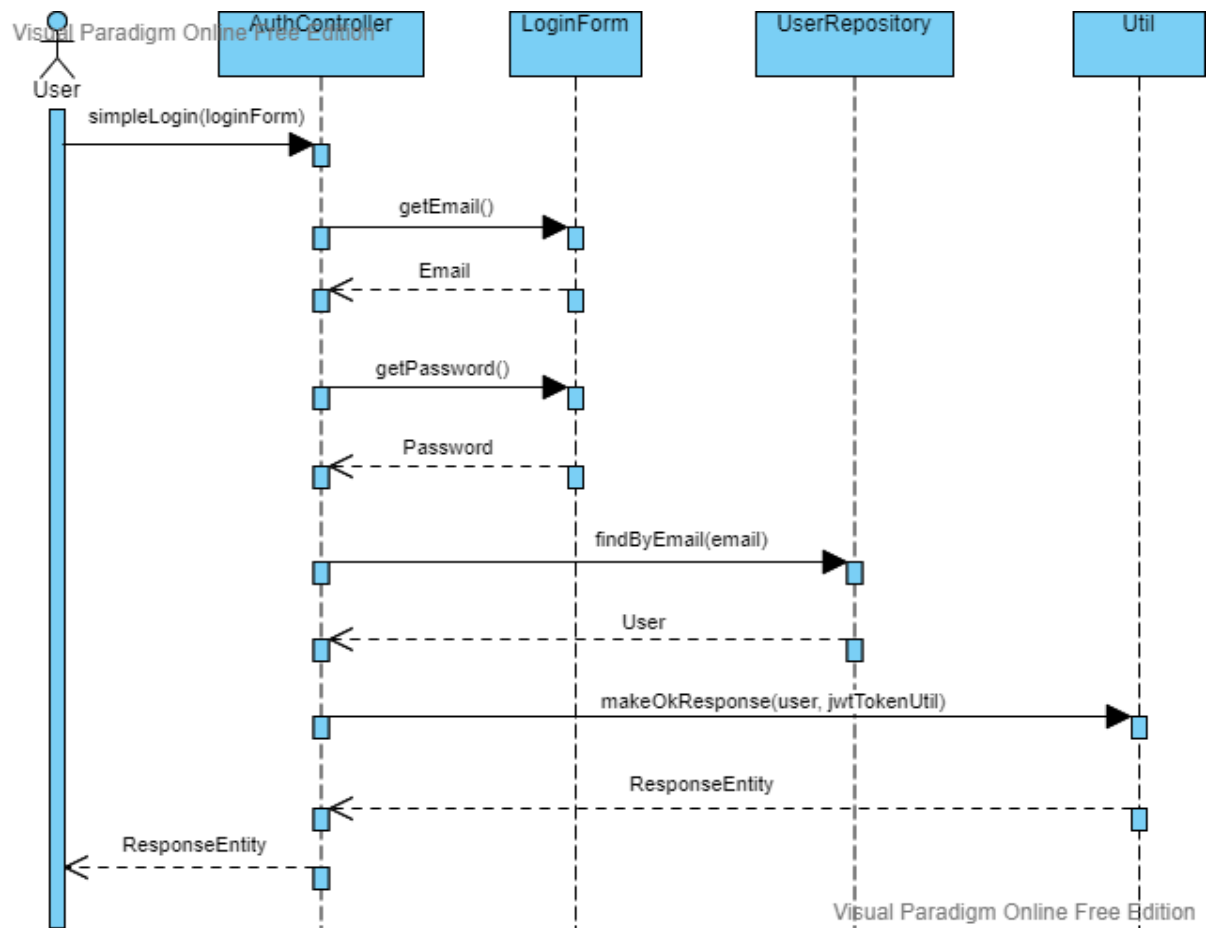 Visual Paradigm Online Free Edition
AuthController
LoginForm
UserRepository
Util
User
simpleLogin(loginForm)
getEmail()
Email
getPassword()
Password
findByEmail(email)
User
makeOkResponse(user, jwtTokenUtil)
ResponseEntity
ResponseEntity
Visual Paradigm Online Free Edition